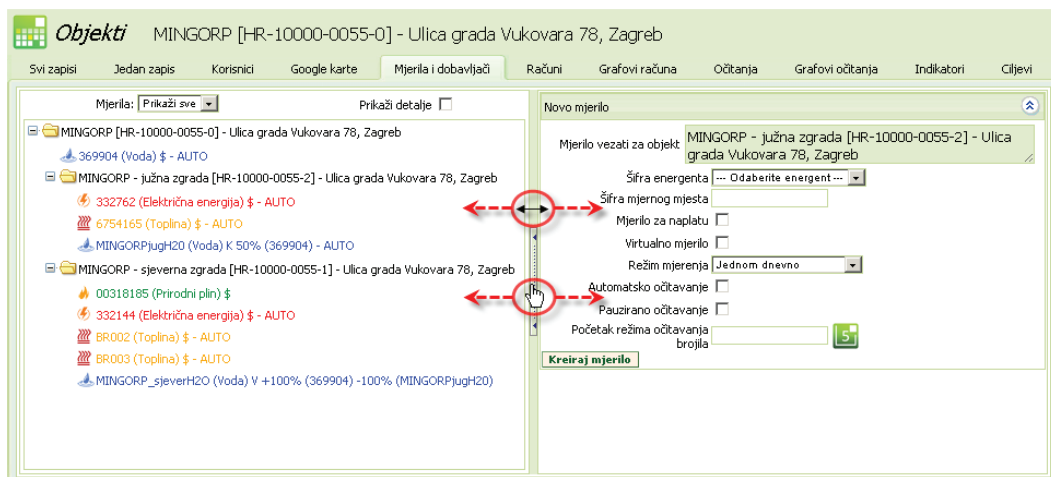 Objekti MINGORP [HR-10000-0055-0] - Ulica grada Vukovara 78, Zagreb
Svi zapisi Jedan zapis Korisnici Google karte Mjerila i dobavljači Računi Grafovi računa Očitanja Grafovi očitanja Indikatori Ciljevi
Mjerila: Prikaži sve Prikaži detalje
MINGORP [HR-10000-0055-0] - Ulica grada Vukovara 78, Zagreb
369904 (Voda) $ - AUTO
MINGORP - južna zgrada [HR-10000-0055-2] - Ulica grada Vukovara 78, Zagreb
332762 (Električna energija) $ - AUTO
6754165 (Toplina) $ - AUTO
MINGORPjugH20 (Voda) K 50% (369904) - AUTO
MINGORP - sjeverna zgrada [HR-10000-0055-1] - Ulica grada Vukovara 78, Zagreb
00318185 (Prirodni plin) $
332144 (Električna energija) $ - AUTO
BR002 (Toplina) $ - AUTO
BR003 (Toplina) $ - AUTO
MINGORP_sjeverH2O (Voda) V +100% (369904) -100% (MINGORPjugH20)
Novo mjerilo
Mjerilo vezati za objekt MINGORP - južna zgrada [HR-10000-0055-2] - Ulica
grada Vukovara 78, Zagreb
Šifra energenta --- Odaberite energent ---
Šifra mjernog mjesta
Mjerilo za naplatu
Virtualno mjerilo
Režim mjerenja Jednom dnevno
Automatsko očitavanje
Pauzirano očitavanje
Početak režima očitavanja
brojila 5
Kreiraj mjerilo